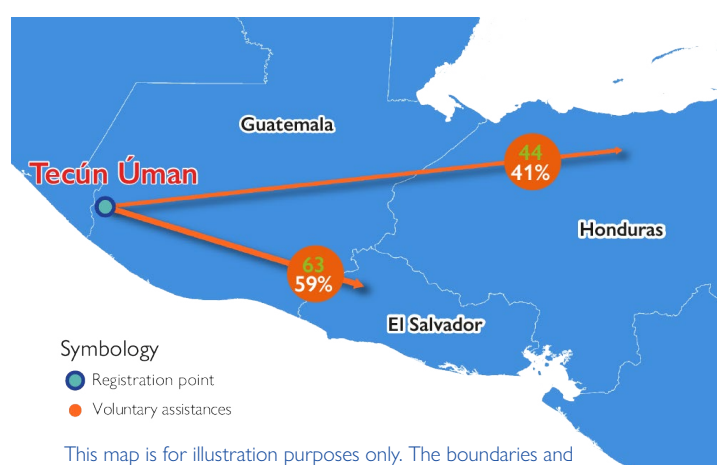 Guatemala
Tecún Úman
44
41%
Honduras
63
59%
El Salvador
Symbology
Registration point
Voluntary assistances
This map is for illustration purposes only. The boundaries and